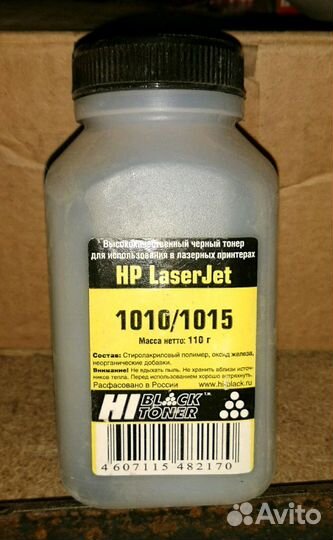 Высококачественный черный тонер
для использования в лазерных принтерах
HP LaserJet
1010/1015
Масса нетто: 110 г
Состав: Стиролакриловый полимер, оксид железа,
неорганические добавки.
Внимание! Не вдыхать пыль. Не хранить вблизи источ-
ников тепла. Перед использованием хорошо встряхнуть.
Расфасовано в России www.hi-black.ru
HI BLACK TONER™
4 607115 482170
Avito